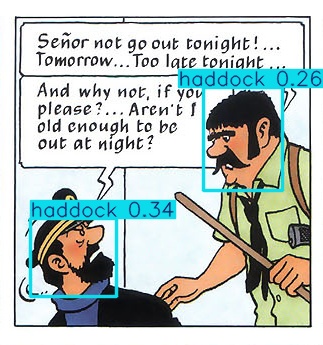 Señor not go out tonight!...
Tomorrow... Too late tonight...
haddock 0.26
And why not, if you
please?... Aren't I
old enough to be
out at night?
haddock 0.34